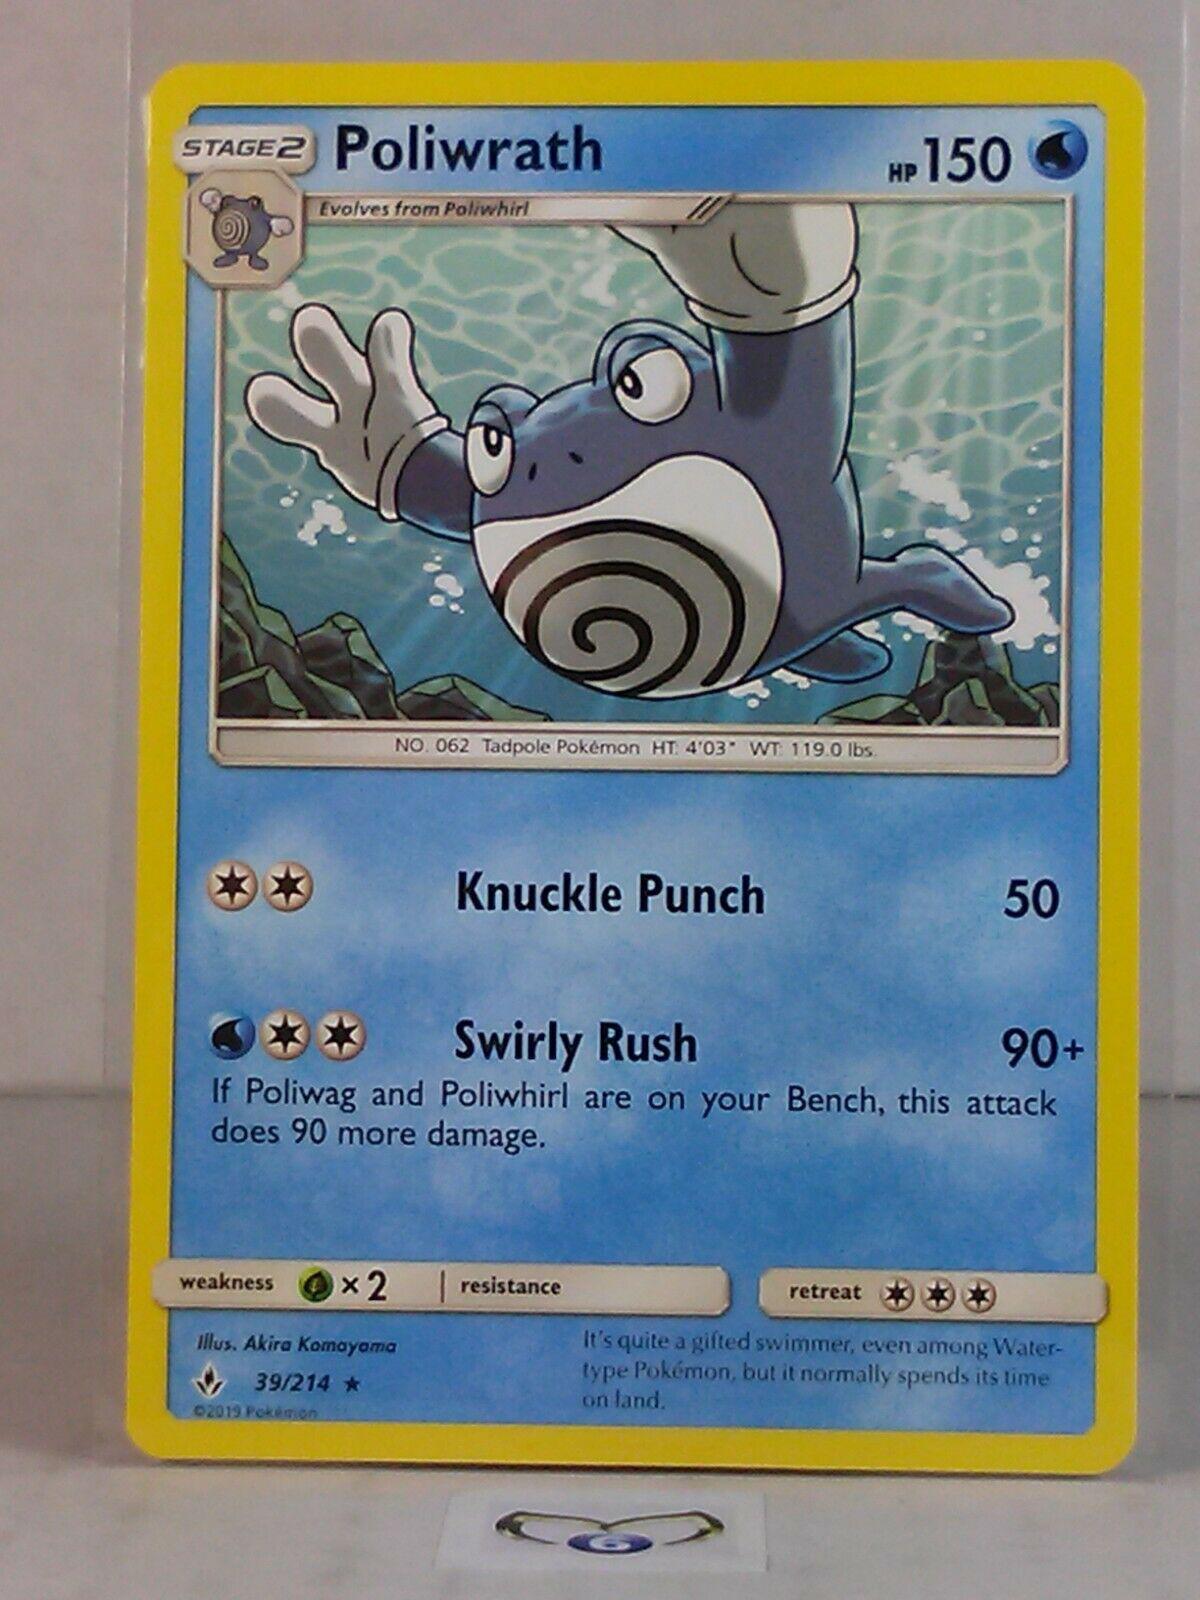 STAGE2 Poliwrath HP150
Evolves from Poliwhirl
NO. 062 Tadpole Pokémon HT: 4'03" WT: 119.0 lbs.
Knuckle Punch 50
Swirly Rush 90+
If Poliwag and Poliwhirl are on your Bench, this attack
does 90 more damage.
weakness ×2 resistance retreat
Illus. Akira Komayama
39/214 ★
©2019 Pokémon
It's quite a gifted swimmer, even among Water-
type Pokémon, but it normally spends its time
on land.
6